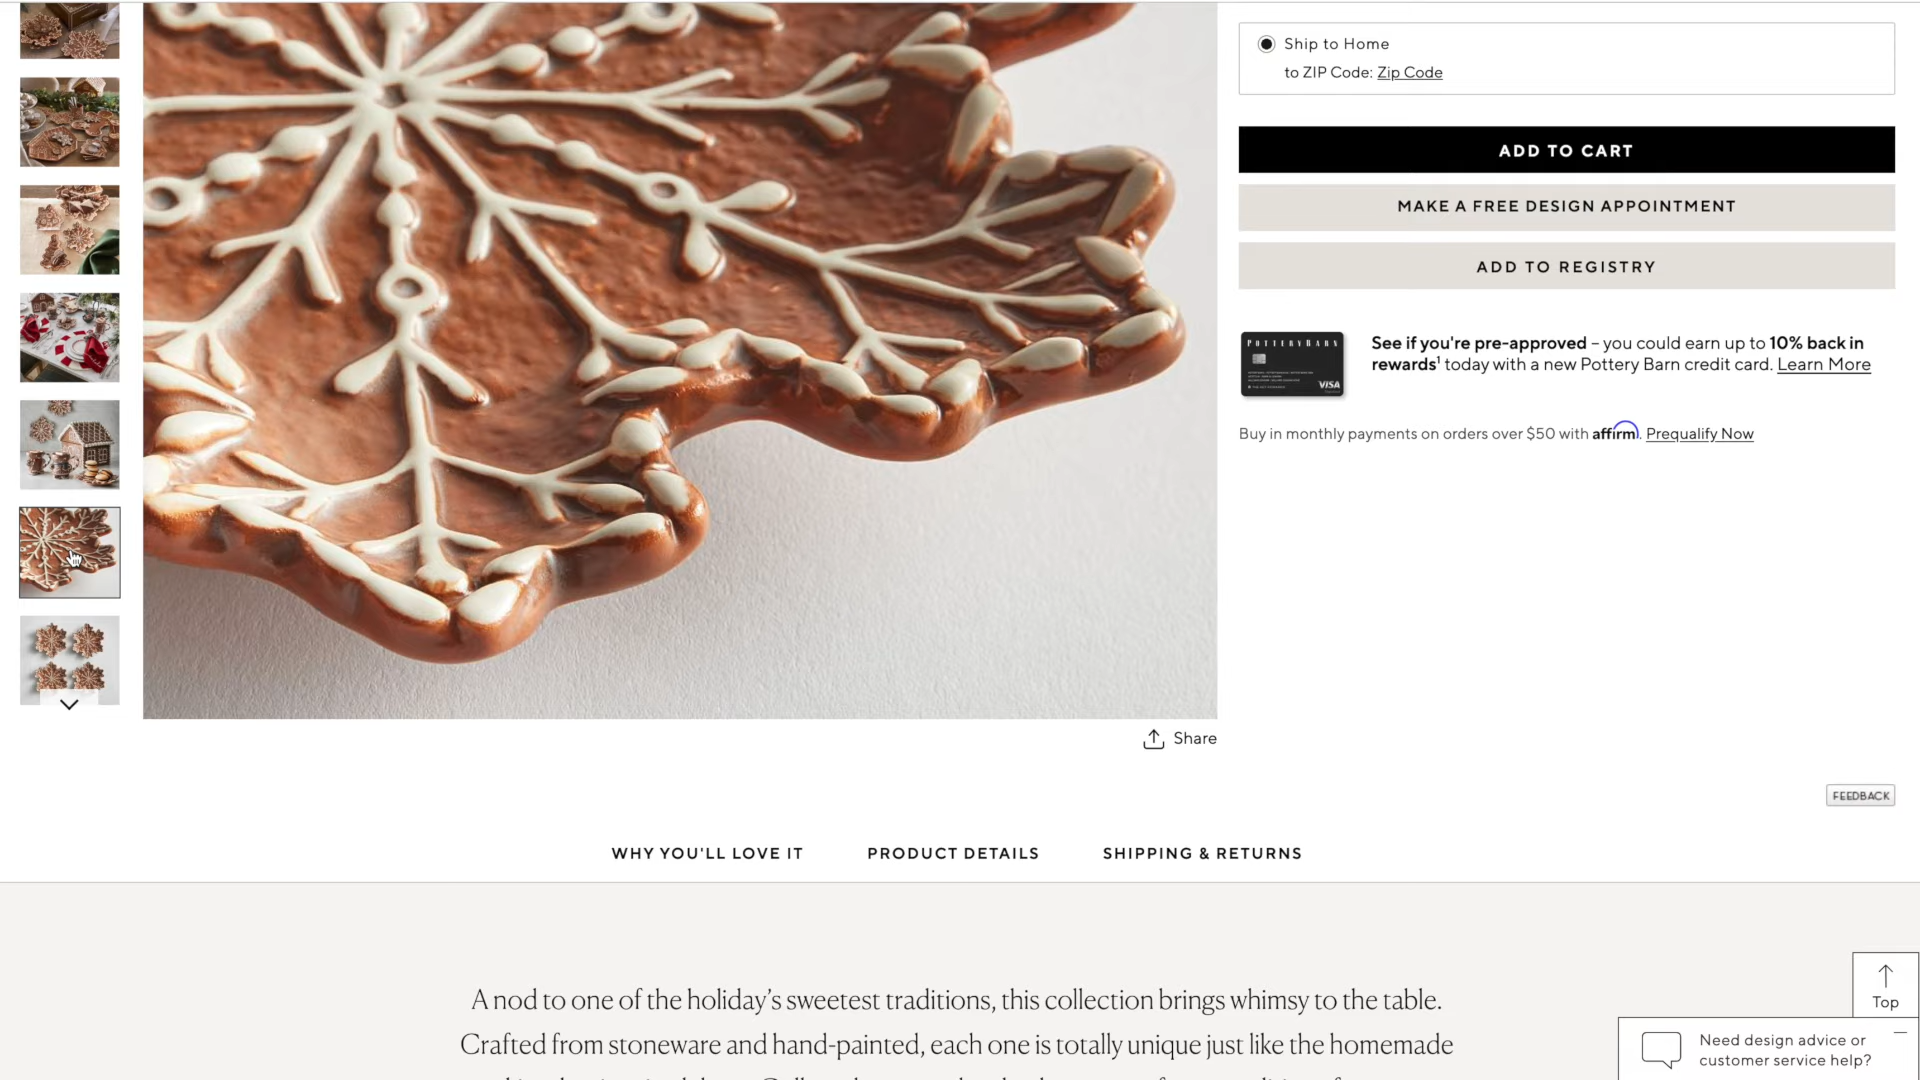 Ship to Home
to ZIP Code: Zip Code
ADD TO CART
MAKE A FREE DESIGN APPOINTMENT
ADD TO REGISTRY
POTTERYBARN
VISA
See if you're pre-approved – you could earn up to 10% back in
rewards¹ today with a new Pottery Barn credit card. Learn More
Buy in monthly payments on orders over $50 with affirm. Prequalify Now
Share
FEEDBACK
WHY YOU'LL LOVE IT
PRODUCT DETAILS
SHIPPING & RETURNS
A nod to one of the holiday’s sweetest traditions, this collection brings whimsy to the table.
Crafted from stoneware and hand-painted, each one is totally unique just like the homemade
Top
Need design advice or
customer service help?